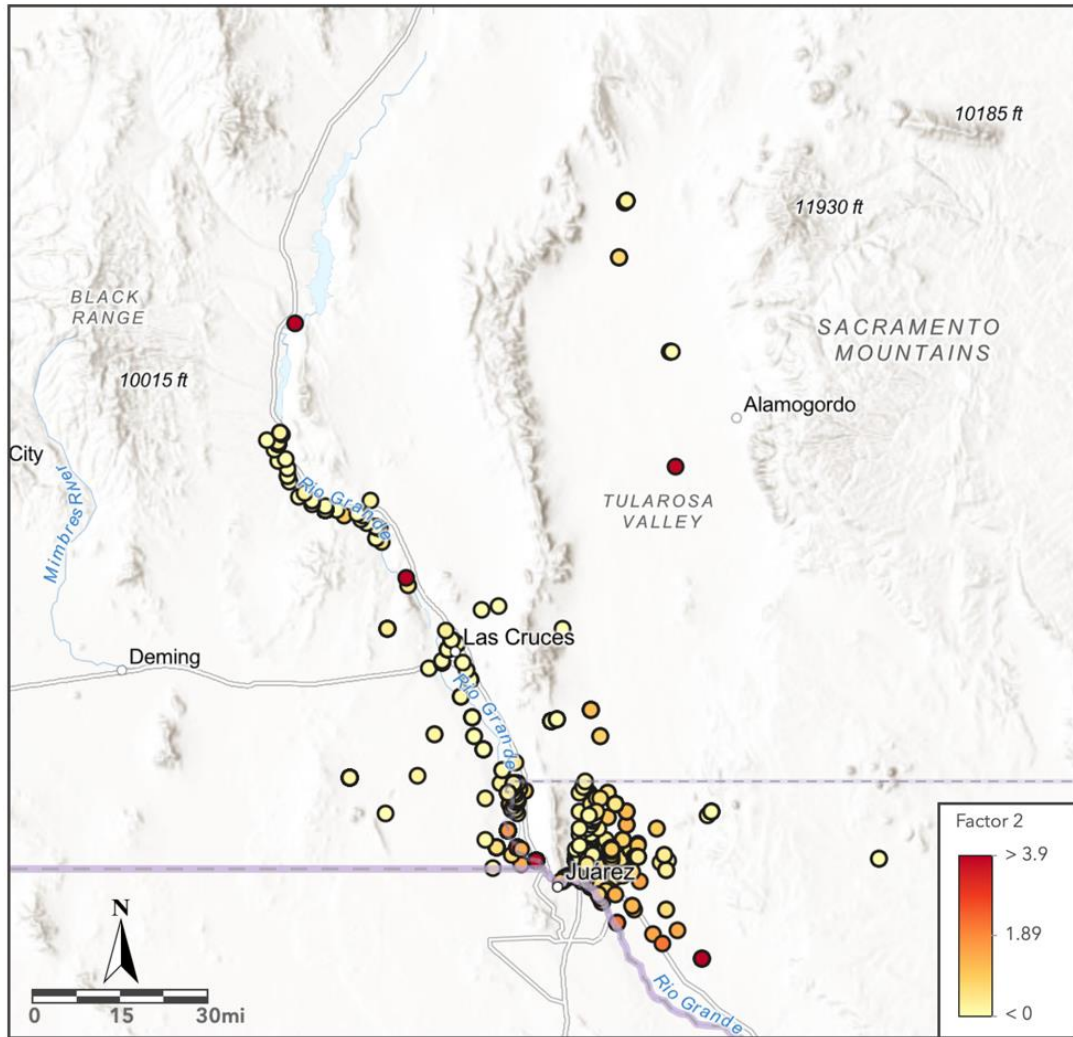 10185 ft
11930 ft
BLACK
RANGE
SACRAMENTO
MOUNTAINS
10015 ft
Alamogordo
City
Mimbres River
Rio Grande
TULAROSA
VALLEY
Las Cruces
Deming
Rio Grande
Juárez
Factor 2
> 3.9
1.89
< 0
N
0 15 30mi
Rio Grande